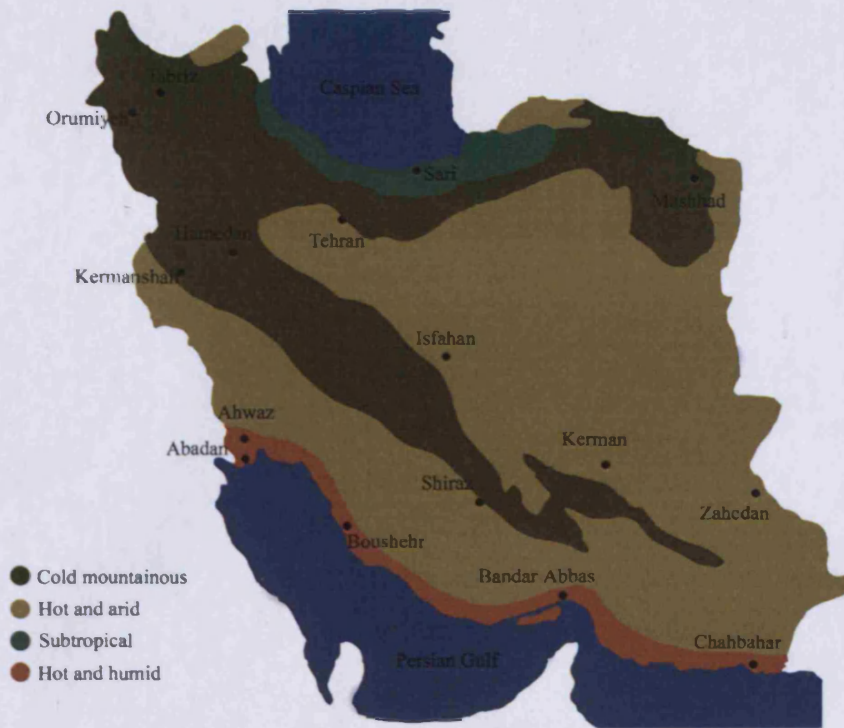 Caspian Sea
Tabriz
Orumiyeh
Sari
Mashhad
Tehran
Hamedan
Kermanshah
Isfahan
Ahwaz
Abadan
Kerman
Shiraz
Zahedan
Boushehr
Bandar Abbas
Chahbahar
Persian Gulf
Cold mountainous
Hot and arid
Subtropical
Hot and humid